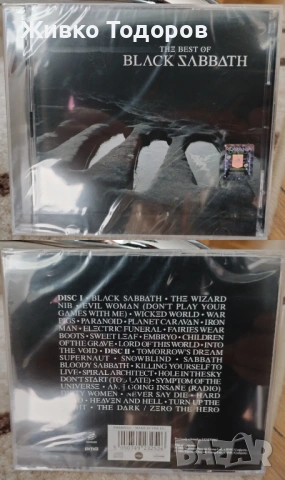 Живко Тодоров
THE BEST OF
BLACK SABBATH
ROMANIA
DISC I • BLACK SABBATH • THE WIZARD
NIB • EVIL WOMAN (DON'T PLAY YOUR
GAMES WITH ME) • WICKED WORLD • WAR
PIGS • PARANOID • PLANET CARAVAN • IRON
MAN • ELECTRIC FUNERAL • FAIRIES WEAR
BOOTS • SWEET LEAF • EMBRYO • CHILDREN
OF THE GRAVE • LORD OF THIS WORLD • INTO
THE VOID • DISC II • TOMORROW'S DREAM
SUPERNAUT • SNOWBLIND • SABBATH
BLOODY SABBATH • KILLING YOURSELF TO
LIVE • SPIRAL ARCHITECT • HOLE IN THE SKY
DON'T START (TOO LATE) • SYMPTOM OF THE
UNIVERSE • AM I GOING INSANE (RADIO)
DIRTY WOMEN • NEVER SAY DIE • HARD
HEAVEN AND HELL • TURN UP THE
THE DARK / ZERO THE HERO
bazar